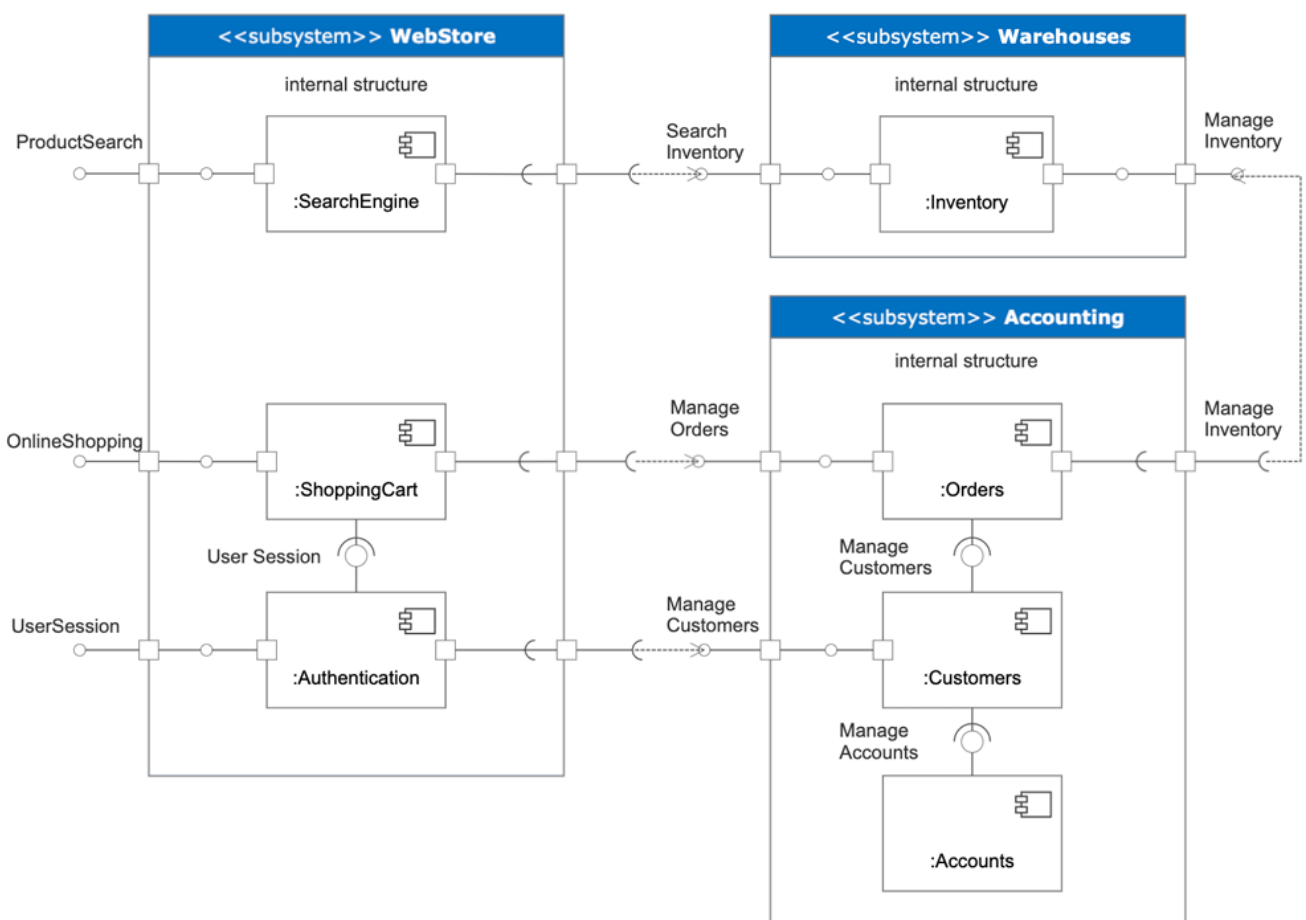 <<subsystem>> WebStore
<<subsystem>> Warehouses
internal structure
internal structure
ProductSearch
Search
Inventory
Manage
Inventory
:SearchEngine
:Inventory
<<subsystem>> Accounting
internal structure
OnlineShopping
Manage
Orders
Manage
Inventory
:ShoppingCart
:Orders
User Session
Manage
Customers
UserSession
Manage
Customers
:Authentication
:Customers
Manage
Accounts
:Accounts